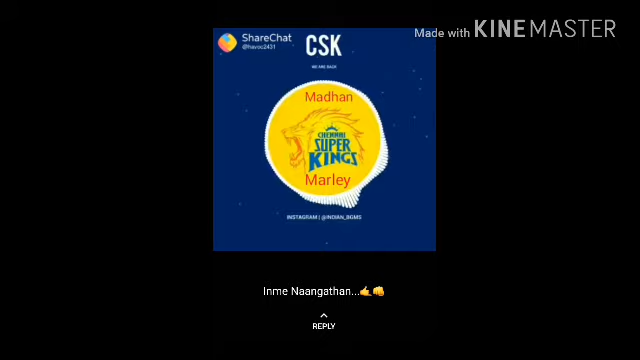 ShareChat
@havoc2431
Made with KINEMASTER
CSK
WE ARE BACK
Madhan
CHENNAI
SUPER
KINGS
Marley
INSTAGRAM | @INDIAN_BGMS
Inme Naangathan...🤙👊
REPLY